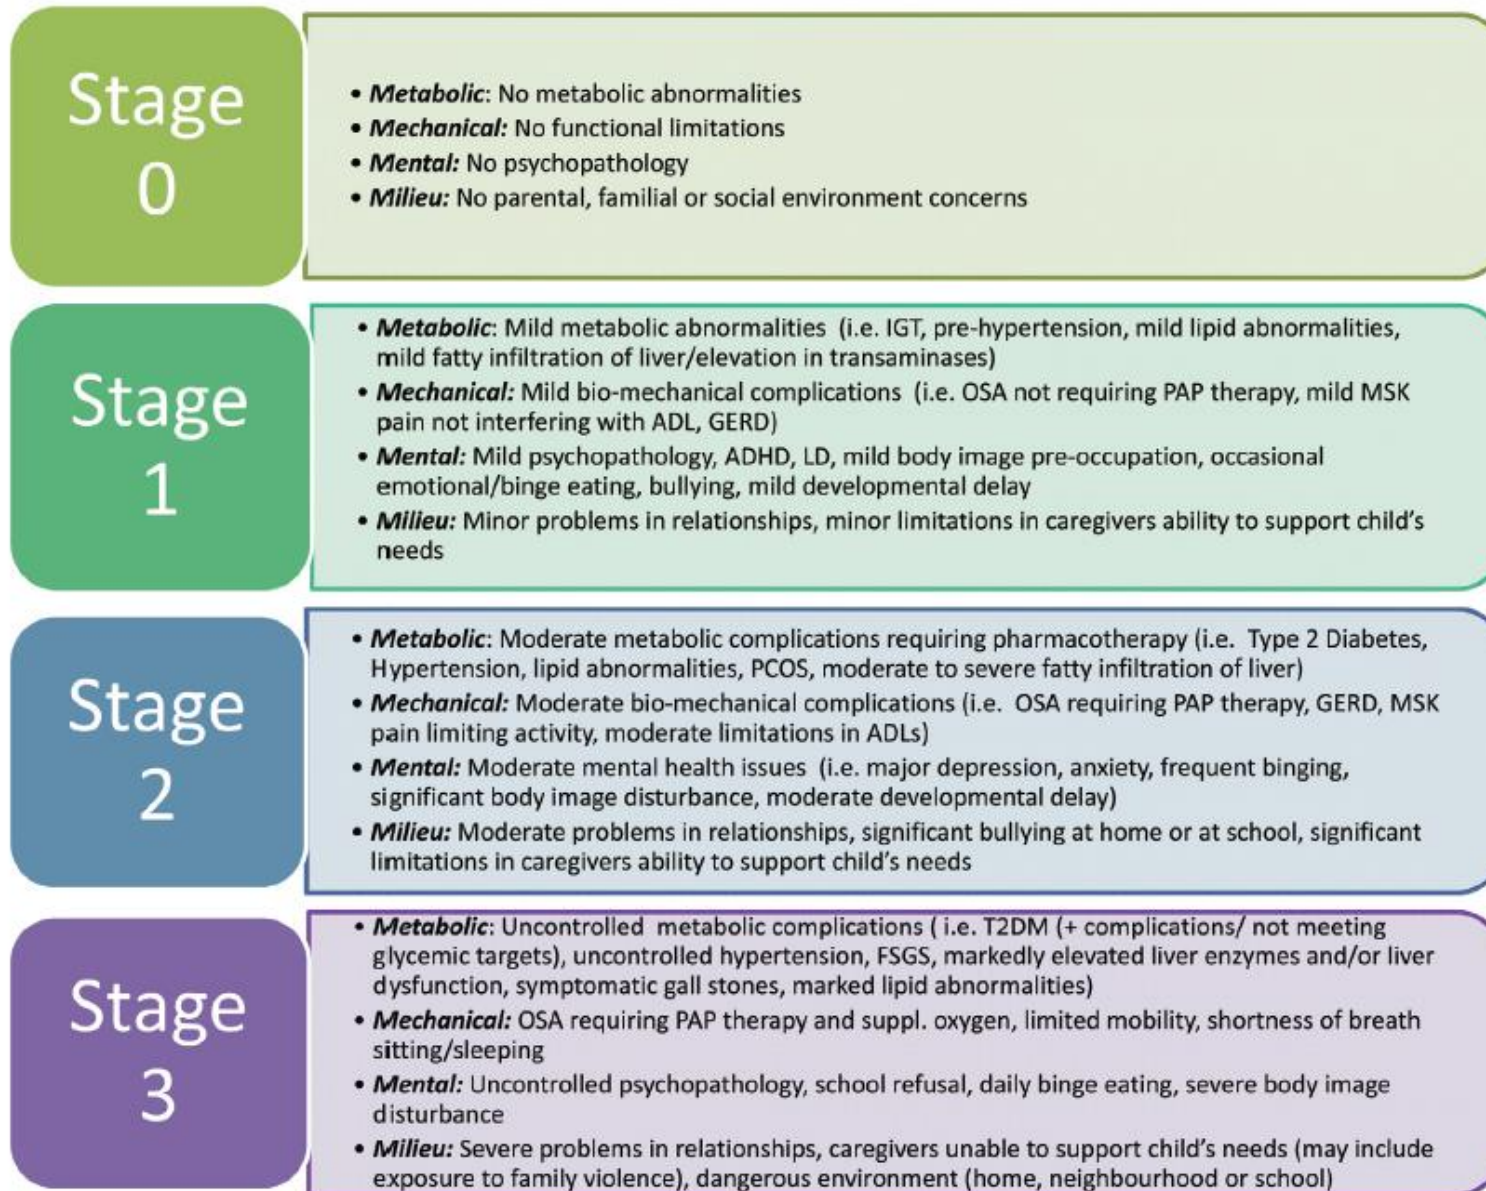 Stage
0
• Metabolic: No metabolic abnormalities
• Mechanical: No functional limitations
• Mental: No psychopathology
• Milieu: No parental, familial or social environment concerns
Stage
1
• Metabolic: Mild metabolic abnormalities (i.e. IGT, pre-hypertension, mild lipid abnormalities,
mild fatty infiltration of liver/elevation in transaminases)
• Mechanical: Mild bio-mechanical complications (i.e. OSA not requiring PAP therapy, mild MSK
pain not interfering with ADL, GERD)
• Mental: Mild psychopathology, ADHD, LD, mild body image pre-occupation, occasional
emotional/binge eating, bullying, mild developmental delay
• Milieu: Minor problems in relationships, minor limitations in caregivers ability to support child's
needs
Stage
2
• Metabolic: Moderate metabolic complications requiring pharmacotherapy (i.e. Type 2 Diabetes,
Hypertension, lipid abnormalities, PCOS, moderate to severe fatty infiltration of liver)
• Mechanical: Moderate bio-mechanical complications (i.e. OSA requiring PAP therapy, GERD, MSK
pain limiting activity, moderate limitations in ADLs)
• Mental: Moderate mental health issues (i.e. major depression, anxiety, frequent binging,
significant body image disturbance, moderate developmental delay)
• Milieu: Moderate problems in relationships, significant bullying at home or at school, significant
limitations in caregivers ability to support child's needs
Stage
3
• Metabolic: Uncontrolled metabolic complications ( i.e. T2DM (+ complications/ not meeting
glycemic targets), uncontrolled hypertension, FSGS, markedly elevated liver enzymes and/or liver
dysfunction, symptomatic gall stones, marked lipid abnormalities)
• Mechanical: OSA requiring PAP therapy and suppl. oxygen, limited mobility, shortness of breath
sitting/sleeping
• Mental: Uncontrolled psychopathology, school refusal, daily binge eating, severe body image
disturbance
• Milieu: Severe problems in relationships, caregivers unable to support child's needs (may include
exposure to family violence), dangerous environment (home, neighbourhood or school)